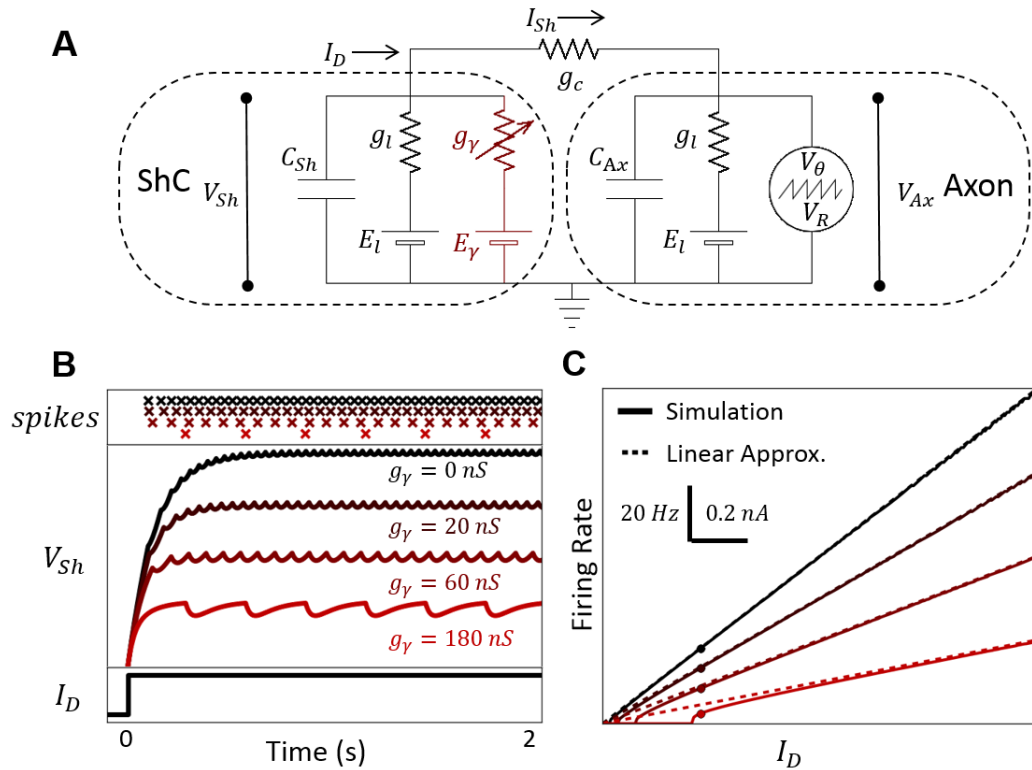 A
I_D
I_Sh
g_c
ShC
V_Sh
C_Sh
g_l
g_γ
E_l
E_γ
C_Ax
g_l
E_l
V_θ
V_R
V_Ax
Axon
B
spikes
V_Sh
g_γ = 0 nS
g_γ = 20 nS
g_γ = 60 nS
g_γ = 180 nS
I_D
0
2
Time (s)
C
Simulation
Linear Approx.
20 Hz
0.2 nA
Firing Rate
I_D